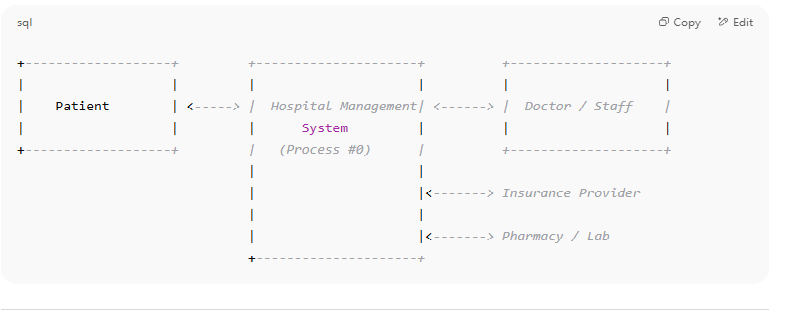 sql
Copy
Edit
+--------------------+ +----------------------+ +---------------------+
| | | | | |
| Patient | <-----> | Hospital Management| <------> | Doctor / Staff |
| | | System | | |
+--------------------+ | (Process #0) | +---------------------+
| |
| |<-------> Insurance Provider
| |
| |<-------> Pharmacy / Lab
+----------------------+